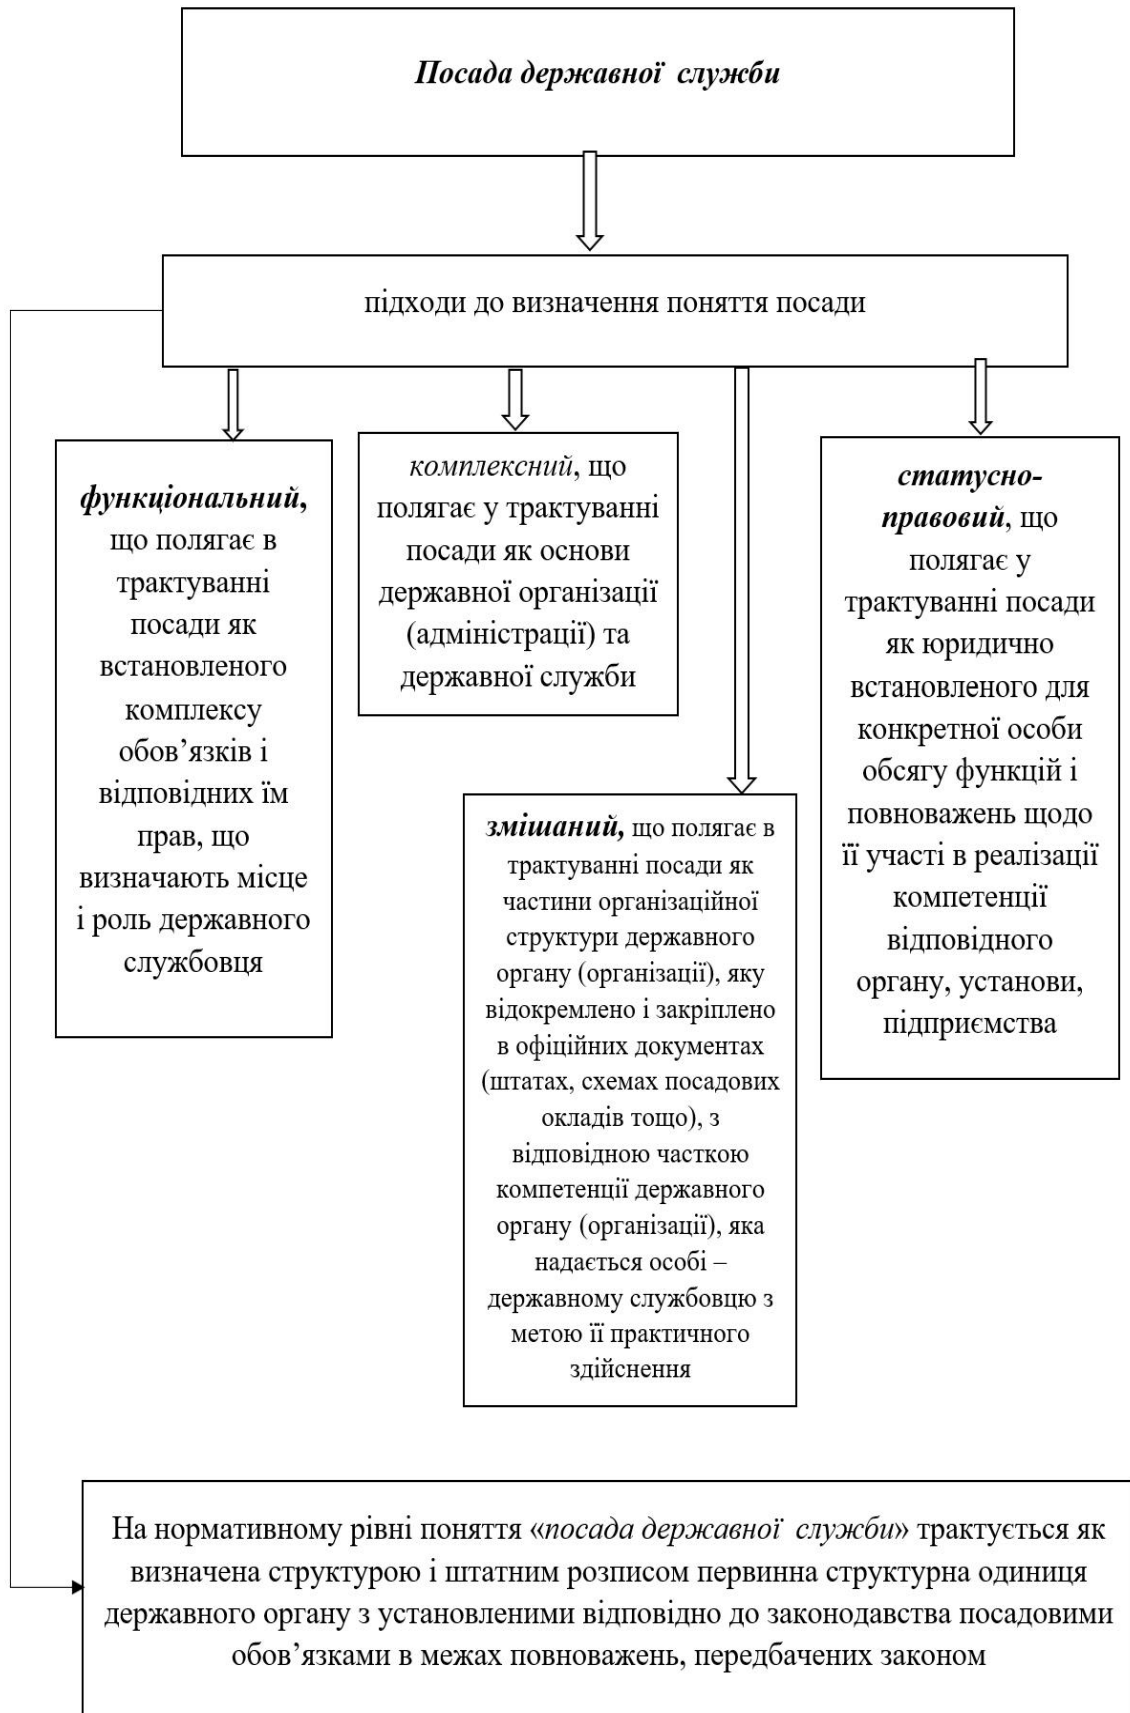 Посада державної служби
підходи до визначення поняття посади
функціональний,
що полягає в
трактуванні
посади як
встановленого
комплексу
обов’язків і
відповідних їм
прав, що
визначають місце
і роль державного
службовця
комплексний, що
полягає у трактуванні
посади як основи
державної організації
(адміністрації) та
державної служби
змішаний, що полягає в
трактуванні посади як
частини організаційної
структури державного
органу (організації), яку
відокремлено і закріплено
в офіційних документах
(штатах, схемах посадових
окладів тощо), з
відповідною часткою
компетенції державного
органу (організації), яка
надається особі –
державному службовцю з
метою її практичного
здійснення
статусно-
правовий, що
полягає у
трактуванні посади
як юридично
встановленого для
конкретної особи
обсягу функцій і
повноважень щодо
її участі в реалізації
компетенції
відповідного
органу, установи,
підприємства
На нормативному рівні поняття «посада державної служби» трактується як
визначена структурою і штатним розписом первинна структурна одиниця
державного органу з установленими відповідно до законодавства посадовими
обов’язками в межах повноважень, передбачених законом